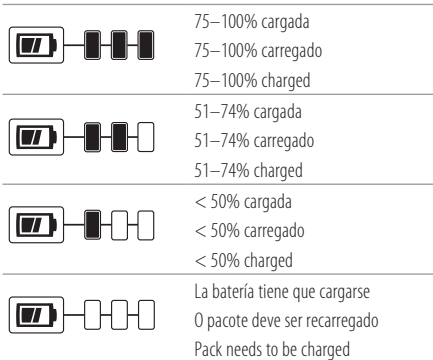 75–100% cargada
75–100% carregado
75–100% charged
51–74% cargada
51–74% carregado
51–74% charged
< 50% cargada
< 50% carregado
< 50% charged
La batería tiene que cargarse
O pacote deve ser recarregado
Pack needs to be charged